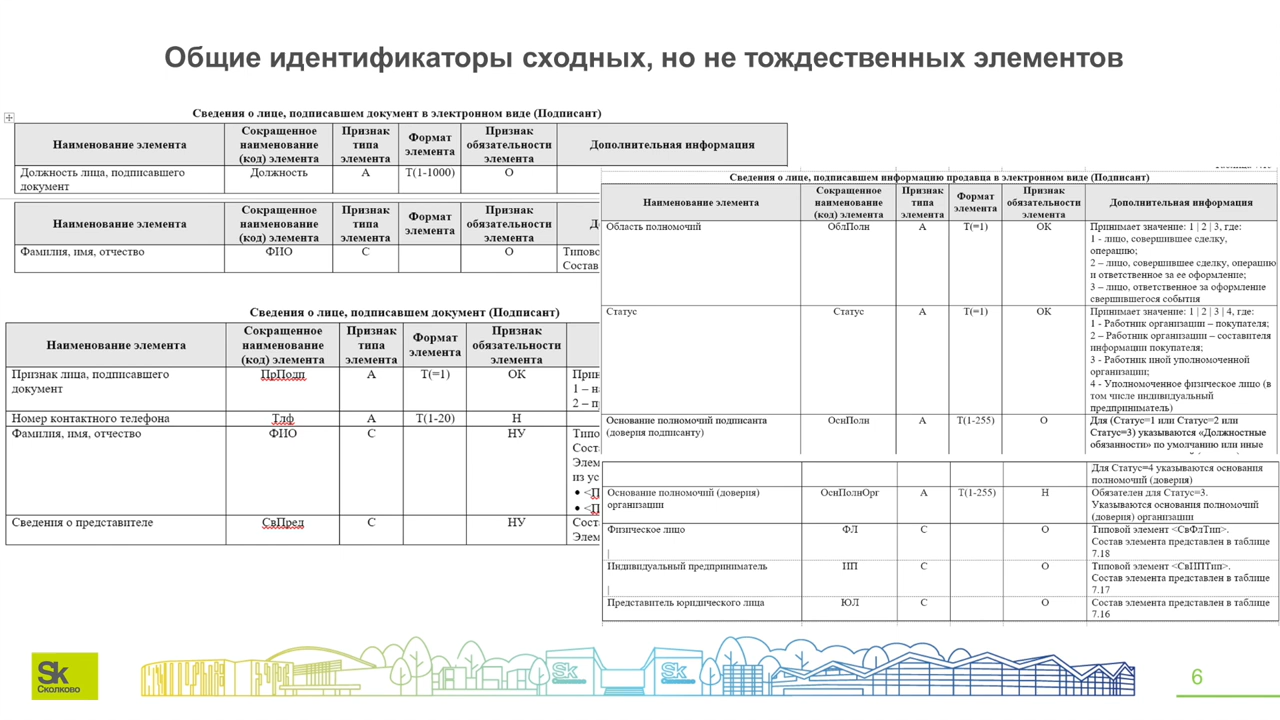 Общие идентификаторы сходных, но не тождественных элементов
Сведения о лице, подписавшем документ в электронном виде (Подписант)
Наименование элемента
Сокращенное
наименование
(код) элемента
Признак
типа
элемента
Формат
элемента
Признак
обязательности
элемента
Дополнительная информация
Должность лица, подписавшего
документ
Должность
А
Т(1-1000)
О
Наименование элемента
Сокращенное
наименование
(код) элемента
Признак
типа
элемента
Формат
элемента
Признак
обязательности
элемента
Фамилия, имя, отчество
ФИО
С
О
Состав
Сведения о лице, подписавшем документ (Подписант)
Наименование элемента
Сокращенное
наименование
(код) элемента
Признак
типа
элемента
Формат
элемента
Признак
обязательности
элемента
Признак лица, подписавшего
документ
ПрПодп
А
Т(=1)
ОК
1 – н
2 – п
Номер контактного телефона
Тлф
А
Т(1-20)
Н
Фамилия, имя, отчество
ФИО
С
НУ
Типо
Сост
Элем
из ус
• <П
• <П
Сведения о представителе
СвПред
С
НУ
Сост
Элем
Сведения о лице, подписавшем информацию продавца в электронном виде (Подписант)
Наименование элемента
Сокращенное
наименование
(код) элемента
Признак
типа
элемента
Формат
элемента
Признак
обязательности
элемента
Дополнительная информация
Область полномочий
ОблПолн
А
Т(=1)
ОК
Принимает значение: 1 | 2 | 3, где:
1 - лицо, совершившее сделку,
операцию;
2 – лицо, совершившее сделку, операцию
и ответственное за ее оформление;
3 – лицо, ответственное за оформление
свершившегося события
Статус
Статус
А
Т(=1)
ОК
Принимает значение: 1 | 2 | 3 | 4, где:
1 - Работник организации – покупателя;
2 – Работник организации – составителя
информации покупателя;
3 - Работник иной уполномоченной
организации;
4 - Уполномоченное физическое лицо (в
том числе индивидуальный
предприниматель)
Основание полномочий подписанта
(доверия подписанту)
ОснПолн
А
Т(1-255)
О
Для (Статус=1 или Статус=2 или
Статус=3) указываются «Должностные
обязанности» по умолчанию или иные
Для Статус=4 указываются основания
полномочий (доверия)
Основание полномочий (доверия)
организации
ОснПолнОрг
А
Т(1-255)
Н
Обязателен для Статус=3.
Указываются основания полномочий
(доверия) организации
Физическое лицо
|
ФЛ
С
О
Типовой элемент <СвФлТип>.
Состав элемента представлен в таблице
7.18
Индивидуальный предприниматель
|
ИП
С
О
Типовой элемент <СвИПТип>.
Состав элемента представлен в таблице
7.17
Представитель юридического лица
ЮЛ
С
О
Состав элемента представлен в таблице
7.16
Sk
Сколково
Sk
Sk
6